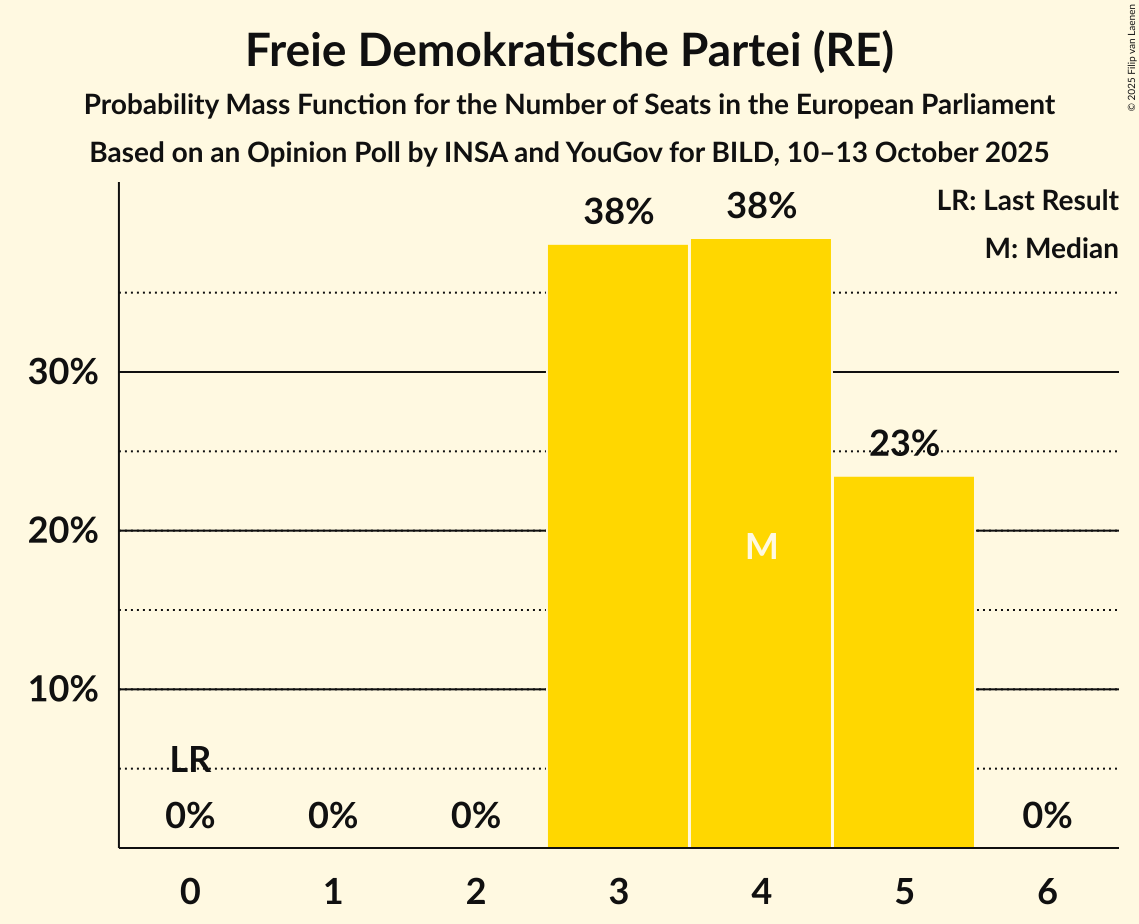 Freie Demokratische Partei (RE)
Probability Mass Function for the Number of Seats in the European Parliament
Based on an Opinion Poll by INSA and YouGov for BILD, 10–13 October 2025
© 2025 Filip van Laenen
LR: Last Result
M: Median
38%
38%
30%
23%
20%
M
10%
LR
0%
0%
0%
0%
0
1
2
3
4
5
6